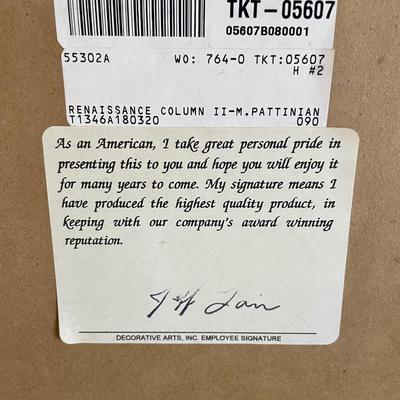 TKT-05607
05607B080001
55302A WO: 764-0 TKT:05607
H #2
RENAISSANCE COLUMN II-M.PATTINIAN
T1346A180320 090
As an American, I take great personal pride in
presenting this to you and hope you will enjoy it
for many years to come. My signature means I
have produced the highest quality product, in
keeping with our company's award winning
reputation.
DECORATIVE ARTS, INC. EMPLOYEE SIGNATURE